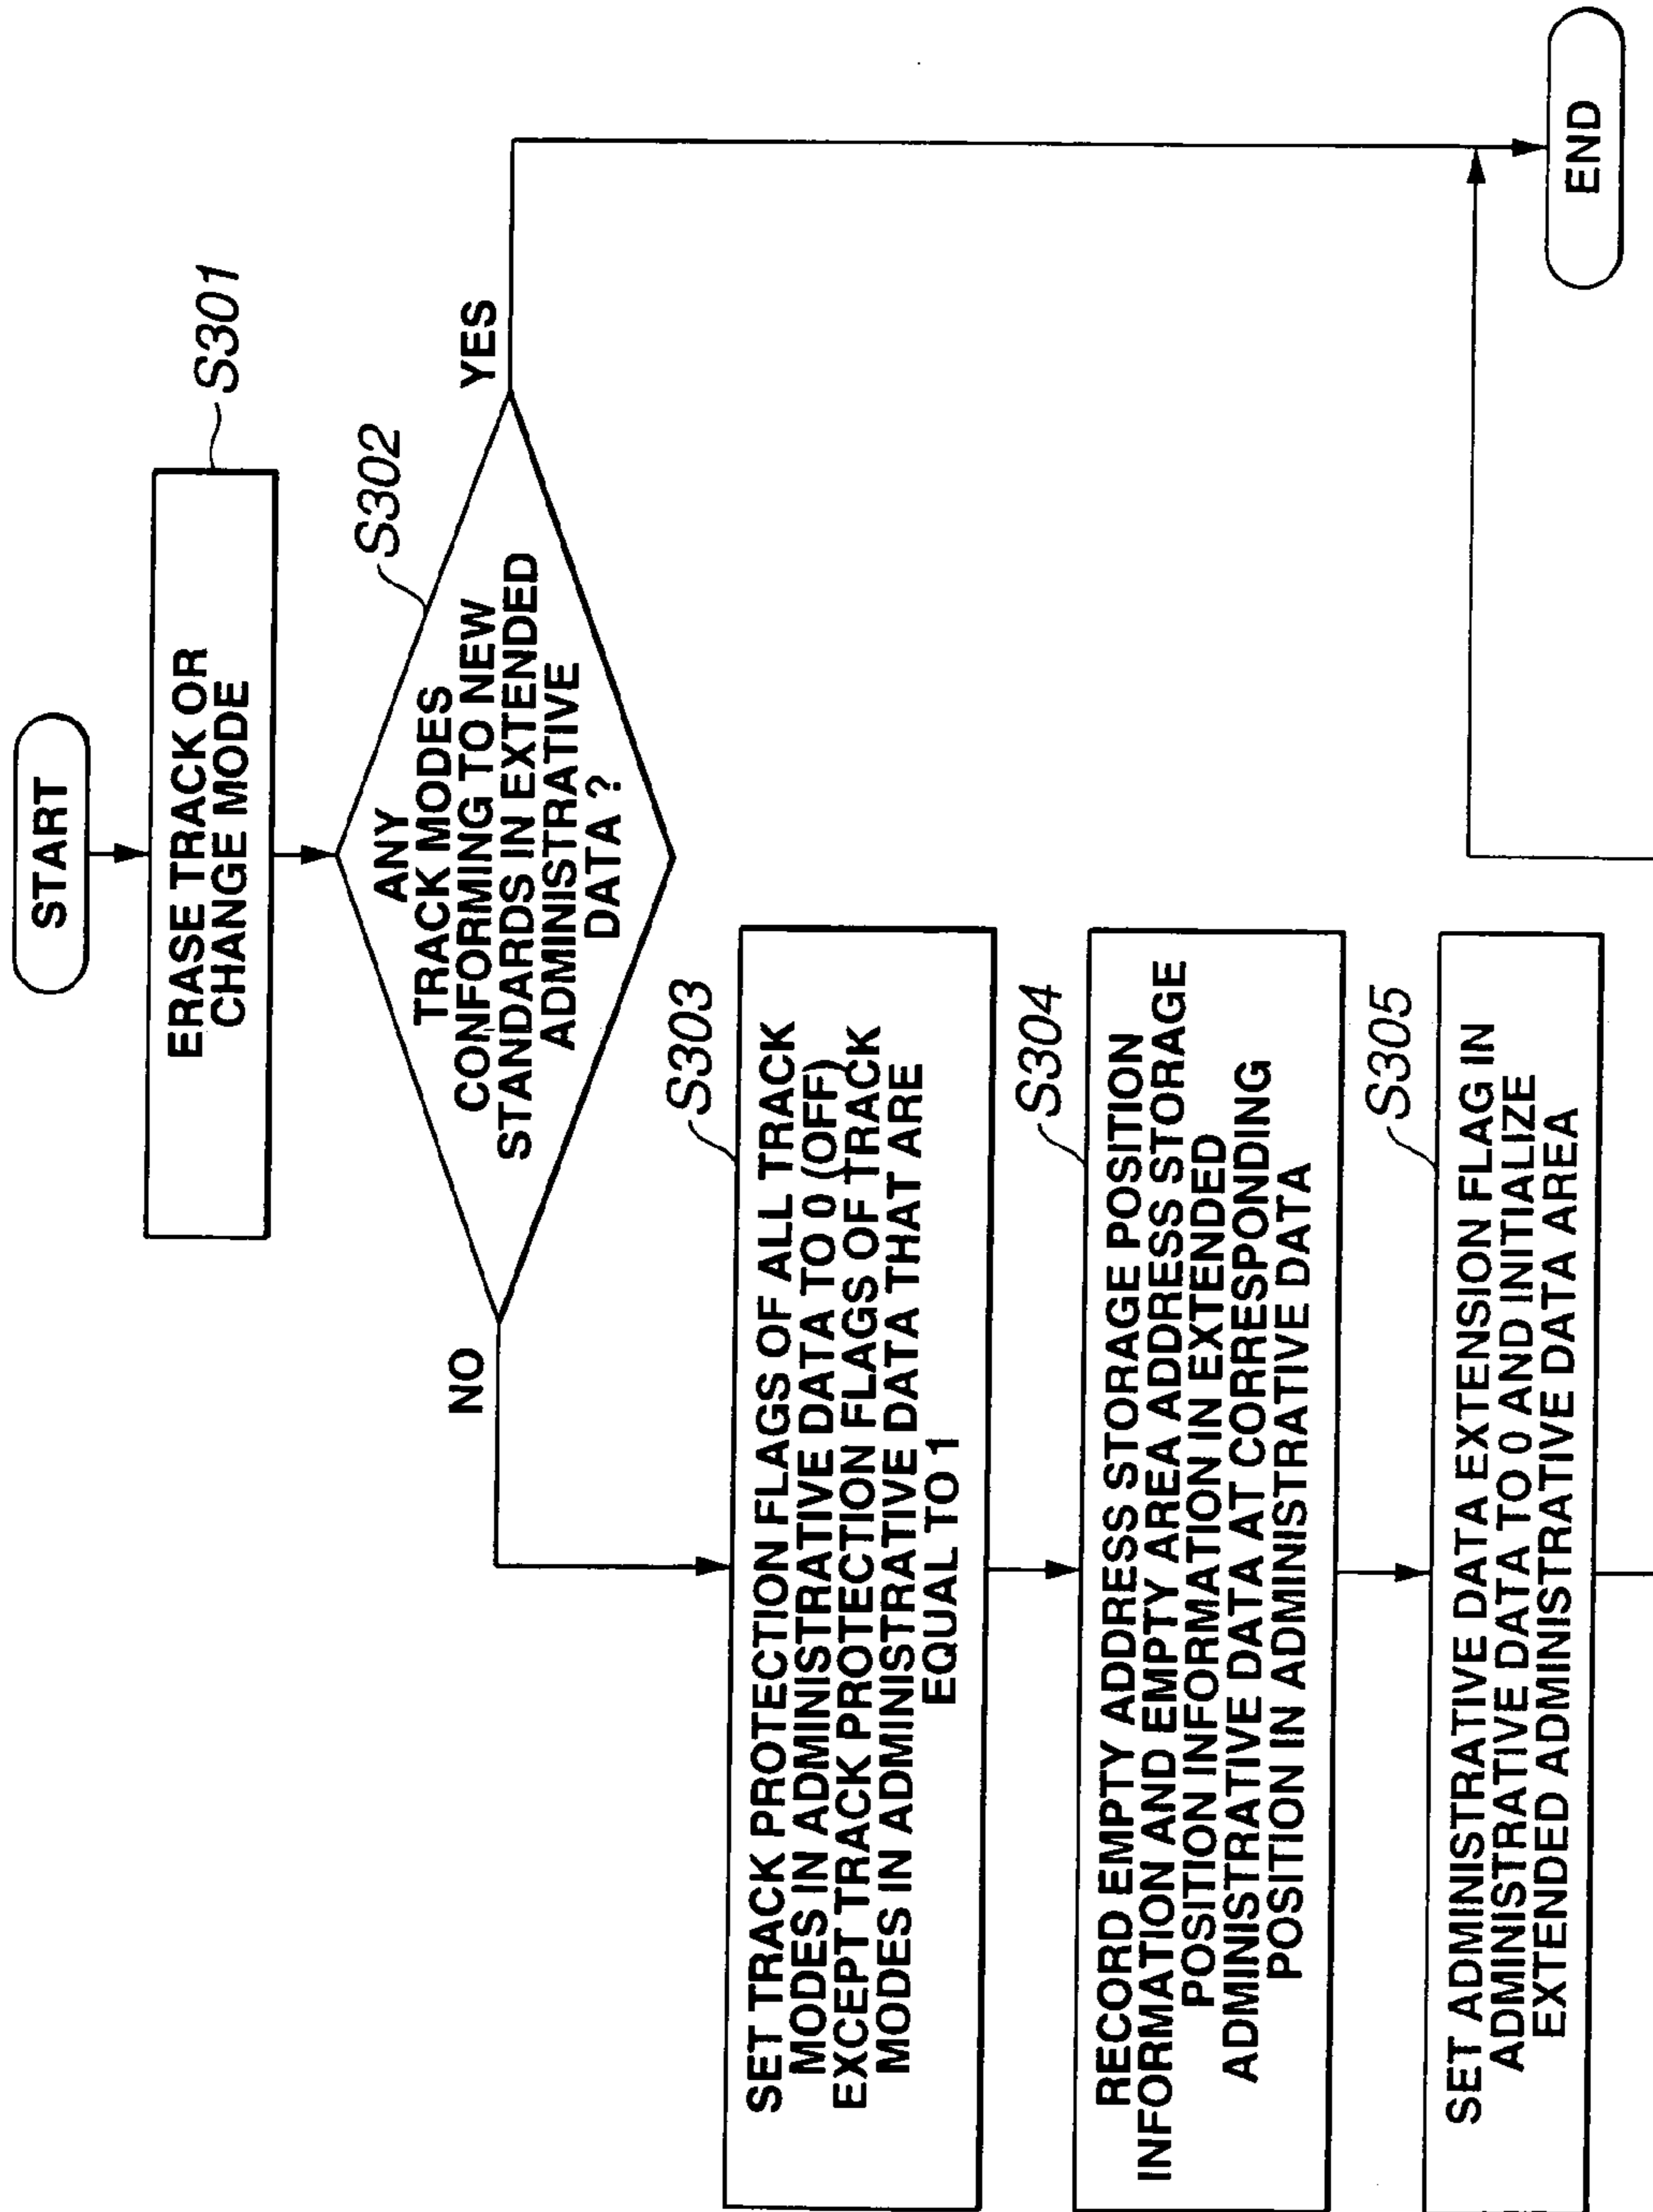 START
ERASE TRACK OR
CHANGE MODE
S301
ANY
TRACK MODES
CONFORMING TO NEW
STANDARDS IN EXTENDED
ADMINISTRATIVE
DATA ?
S302
YES
NO
SET TRACK PROTECTION FLAGS OF ALL TRACK
MODES IN ADMINISTRATIVE DATA TO 0 (OFF)
EXCEPT TRACK PROTECTION FLAGS OF TRACK
MODES IN ADMINISTRATIVE DATA THAT ARE
EQUAL TO 1
S303
RECORD EMPTY ADDRESS STORAGE POSITION
INFORMATION AND EMPTY AREA ADDRESS STORAGE
POSITION INFORMATION IN EXTENDED
ADMINISTRATIVE DATA AT CORRESPONDING
POSITION IN ADMINISTRATIVE DATA
S304
SET ADMINISTRATIVE DATA EXTENSION FLAG IN
ADMINISTRATIVE DATA TO 0 AND INITIALIZE
EXTENDED ADMINISTRATIVE DATA AREA
S305
END